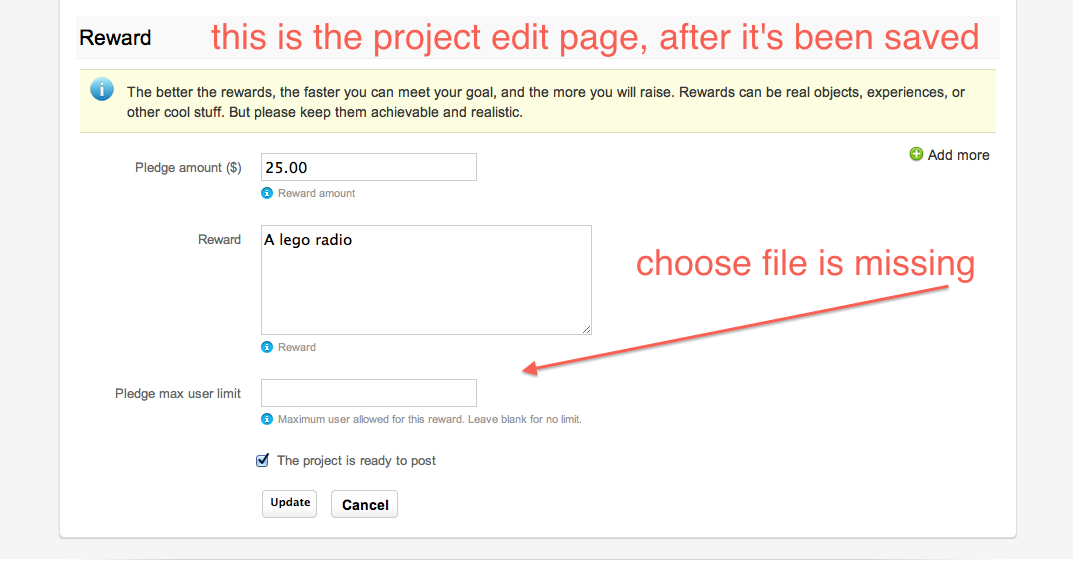 Reward
this is the project edit page, after it's been saved
The better the rewards, the faster you can meet your goal, and the more you will raise. Rewards can be real objects, experiences, or
other cool stuff. But please keep them achievable and realistic.
Add more
Pledge amount ($)
25.00
Reward amount
Reward
A lego radio
choose file is missing
Reward
Pledge max user limit
Maximum user allowed for this reward. Leave blank for no limit.
The project is ready to post
Update
Cancel